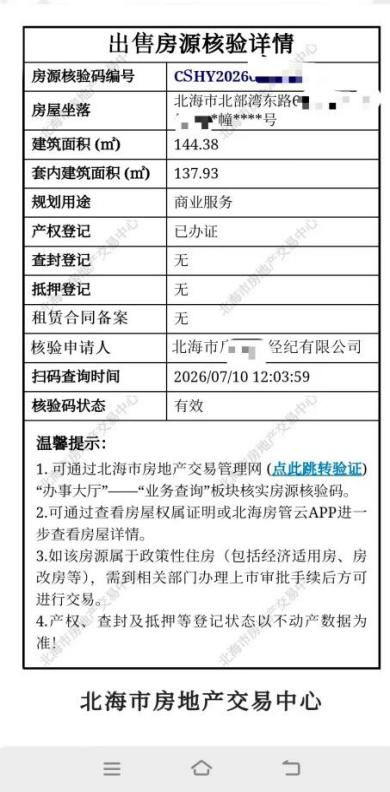 出售房源核验详情
房源核验码编号 CSHY2026
房屋坐落 北海市北部湾东路
*幢****号
建筑面积 (㎡) 144.38
套内建筑面积 (㎡) 137.93
规划用途 商业服务
产权登记 已办证
查封登记 无
抵押登记 无
租赁合同备案 无
核验申请人 北海市 经纪有限公司
扫码查询时间 2026/07/10 12:03:59
核验码状态 有效
温馨提示:
1. 可通过北海市房地产交易管理网 (点此跳转验证)
“办事大厅”——“业务查询”板块核实房源核验码。
2.可通过查看房屋权属证明或北海房管云APP进一
步查看房屋详情。
3.如该房源属于政策性住房（包括经济适用房、房
改房等），需到相关部门办理上市审批手续后方可
进行交易。
4.产权、查封及抵押等登记状态以不动产数据为
准!
北海市房地产交易中心